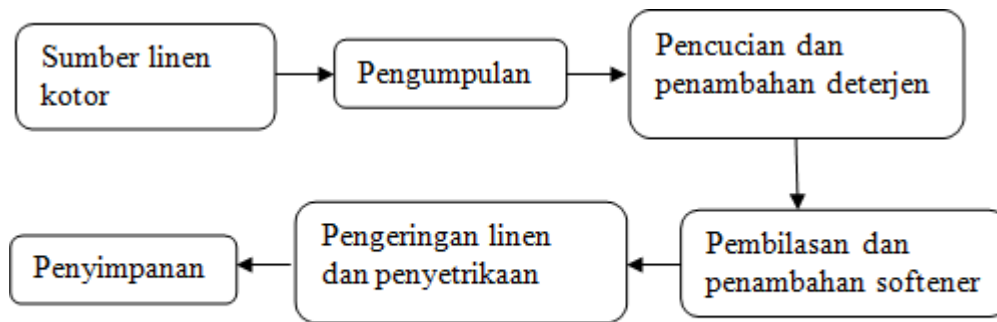 Sumber linen
kotor
Pengumpulan
Pencucian dan
penambahan deterjen
Pembilasan dan
penambahan softener
Pengeringan linen
dan penyetrikaan
Penyimpanan